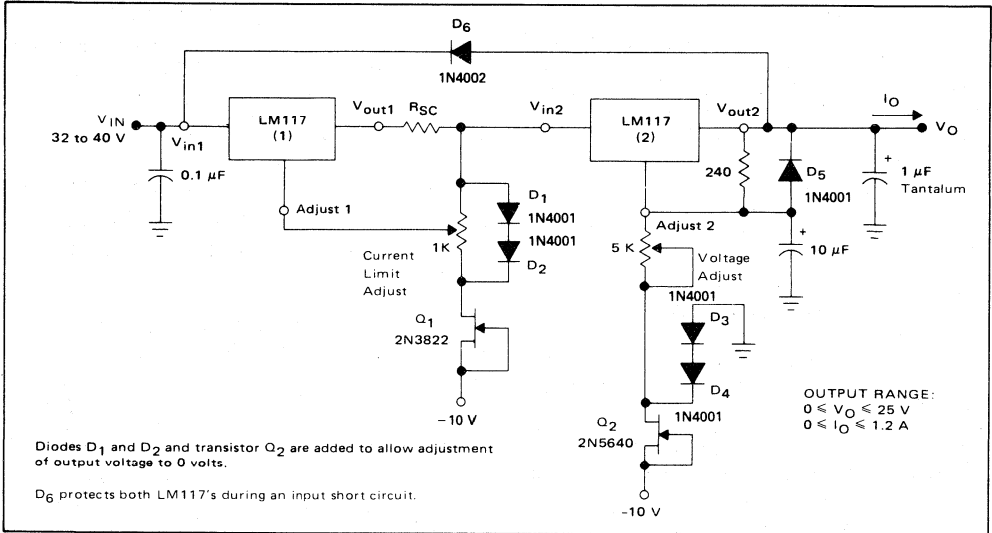 D6
1N4002
VIN
32 to 40 V
Vin1
LM117
(1)
Vout1
RSC
Vin2
LM117
(2)
Vout2
IO
VO
0.1 µF
Adjust 1
1K
Current
Limit
Adjust
D1
1N4001
1N4001
D2
Q1
2N3822
-10 V
240
D5
1N4001
+
1 µF
Tantalum
Adjust 2
+
10 µF
5 K
Voltage
Adjust
1N4001
D3
D4
1N4001
Q2
2N5640
-10 V
OUTPUT RANGE:
0 ⩽ VO ⩽ 25 V
0 ⩽ IO ⩽ 1.2 A
Diodes D1 and D2 and transistor Q2 are added to allow adjustment
of output voltage to 0 volts.
D6 protects both LM117's during an input short circuit.